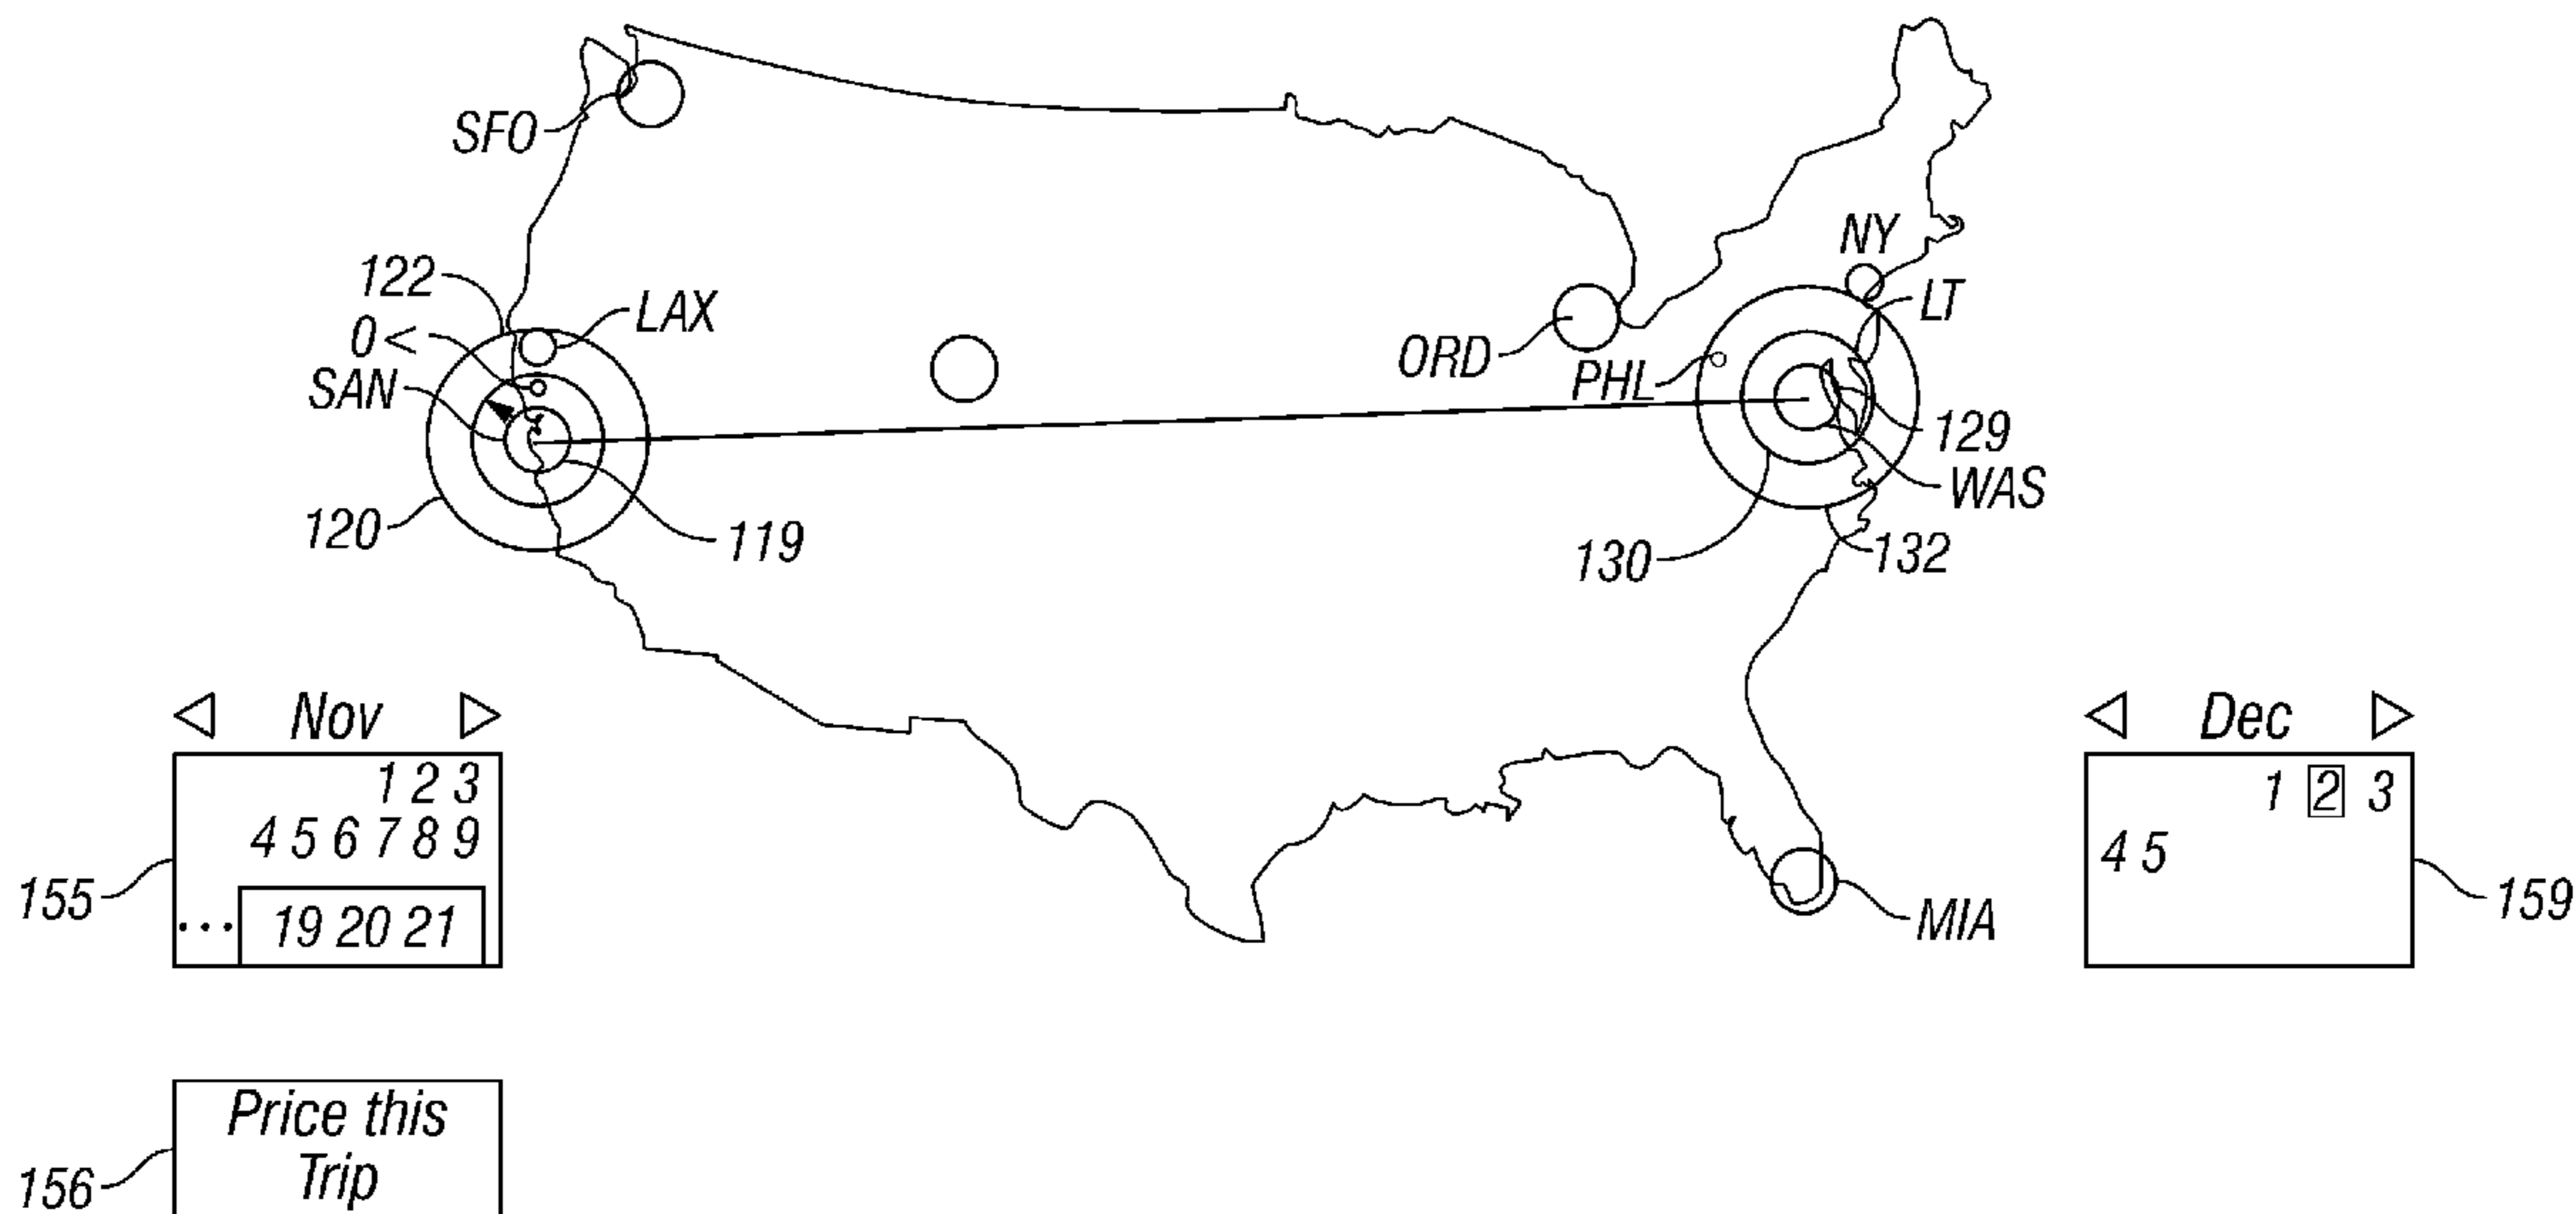 SFO
NY
122
LAX
LT
0<
ORD
SAN
PHL
129
WAS
120
119
130
132
Nov
1 2 3
4 5 6 7 8 9
... 19 20 21
155
Dec
1 2 3
4 5
159
MIA
Price this
Trip
156